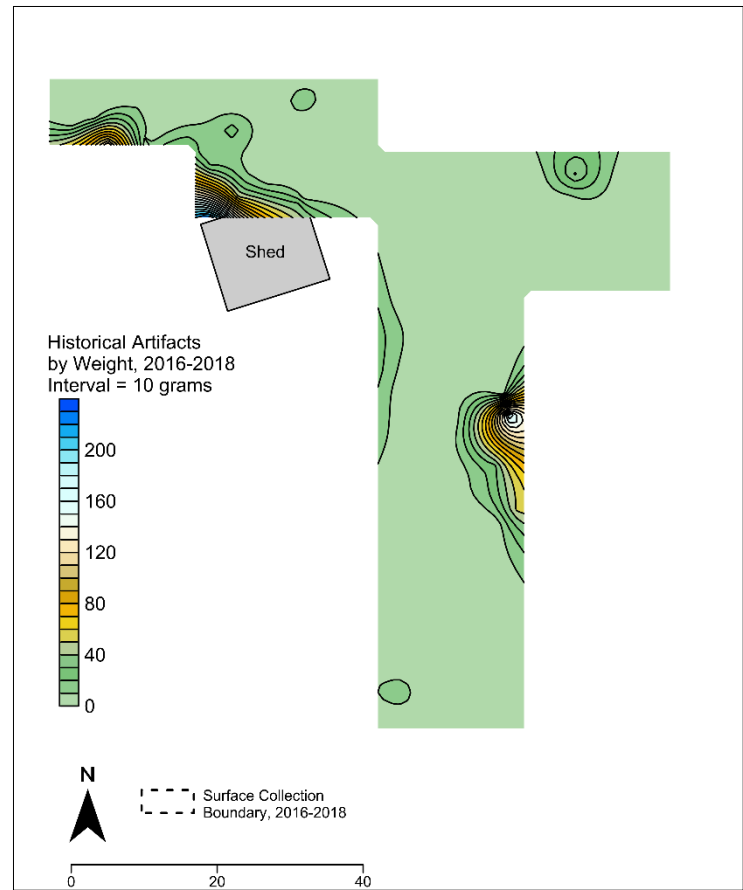 Shed
Historical Artifacts
by Weight, 2016-2018
Interval = 10 grams
200
160
120
80
40
0
N
Surface Collection
Boundary, 2016-2018
0 20 40